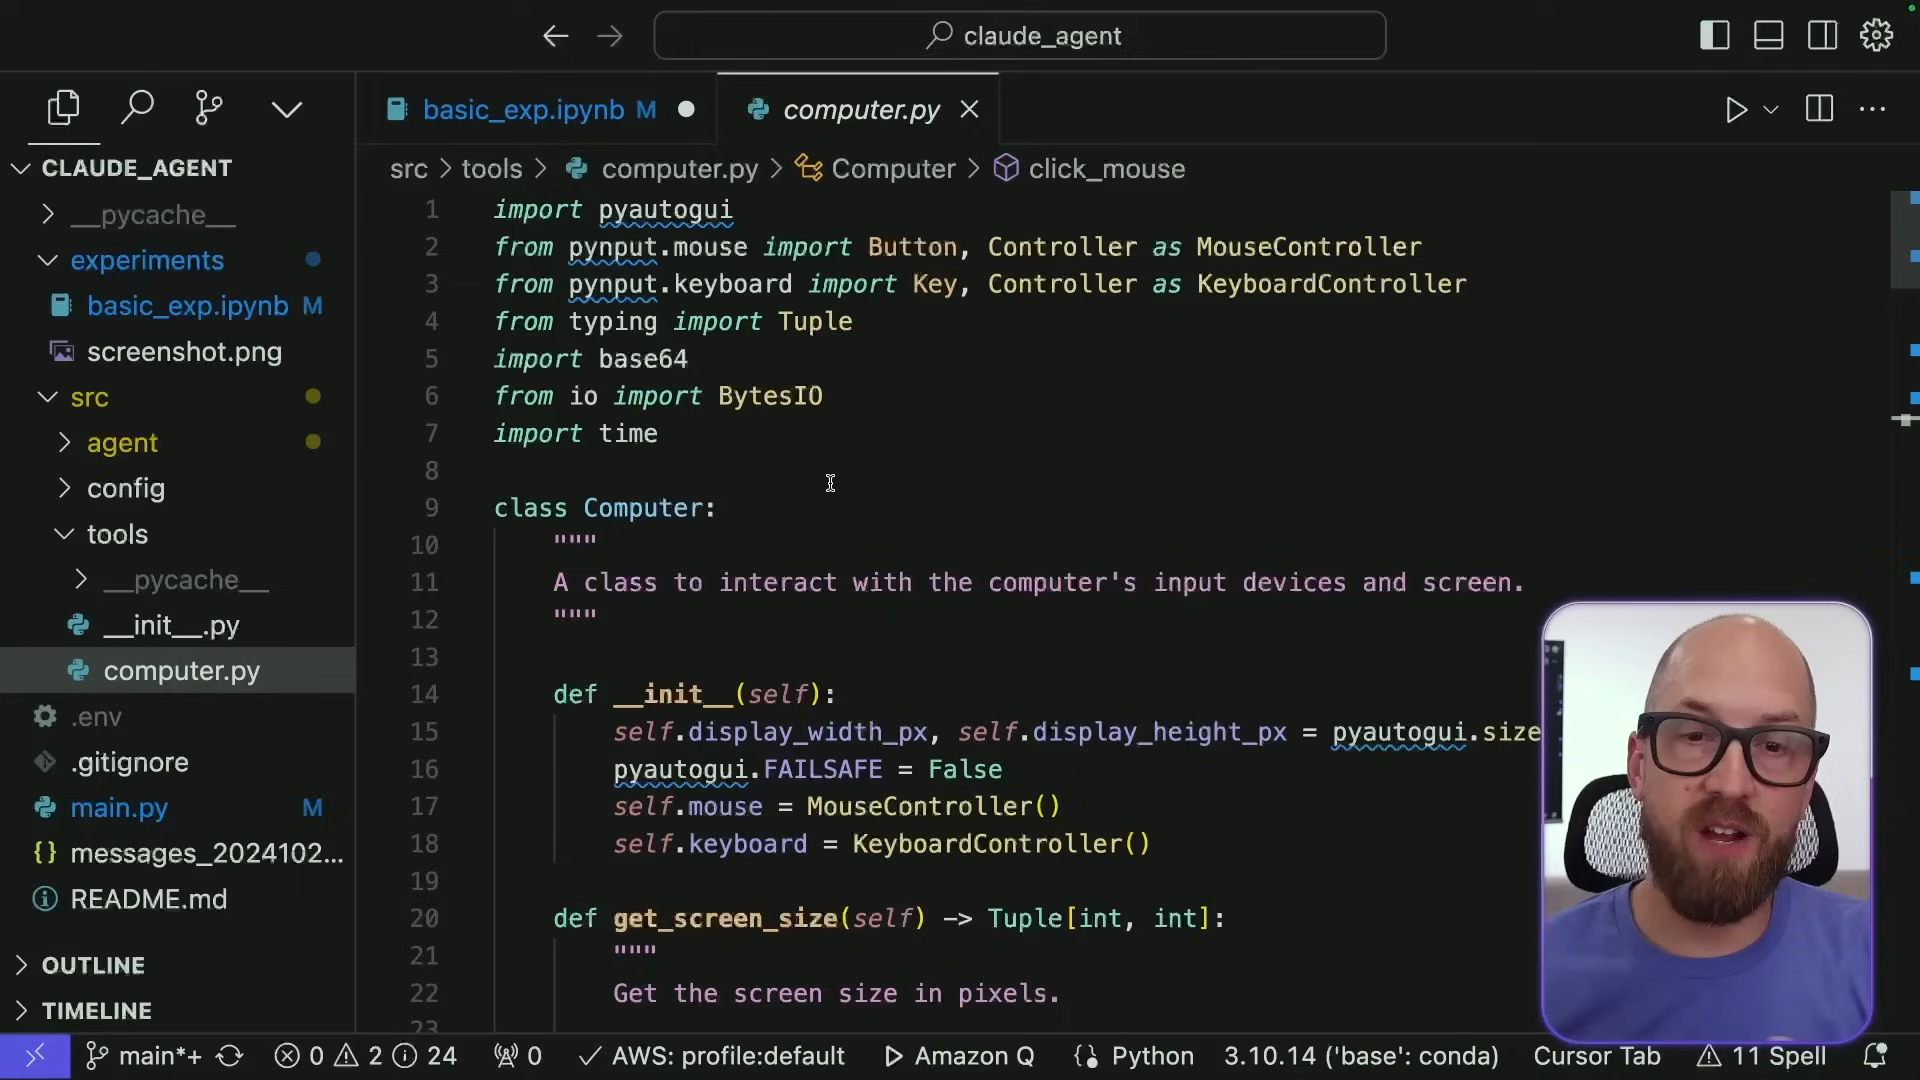 claude_agent
basic_exp.ipynb M
computer.py
CLAUDE_AGENT
__pycache__
experiments
basic_exp.ipynb M
screenshot.png
src
agent
config
tools
__pycache__
__init__.py
computer.py
.env
.gitignore
main.py M
{} messages_2024102...
README.md
OUTLINE
TIMELINE
src > tools > computer.py > Computer > click_mouse
1 import pyautogui
2 from pynput.mouse import Button, Controller as MouseController
3 from pynput.keyboard import Key, Controller as KeyboardController
4 from typing import Tuple
5 import base64
6 from io import BytesIO
7 import time
8
9 class Computer:
10 """
11 A class to interact with the computer's input devices and screen.
12 """
13
14 def __init__(self):
15 self.display_width_px, self.display_height_px = pyautogui.size
16 pyautogui.FAILSAFE = False
17 self.mouse = MouseController()
18 self.keyboard = KeyboardController()
19
20 def get_screen_size(self) -> Tuple[int, int]:
21 """
22 Get the screen size in pixels.
23
main*+ 0 2 24 0 AWS: profile:default Amazon Q Python 3.10.14 ('base': conda) Cursor Tab 11 Spell